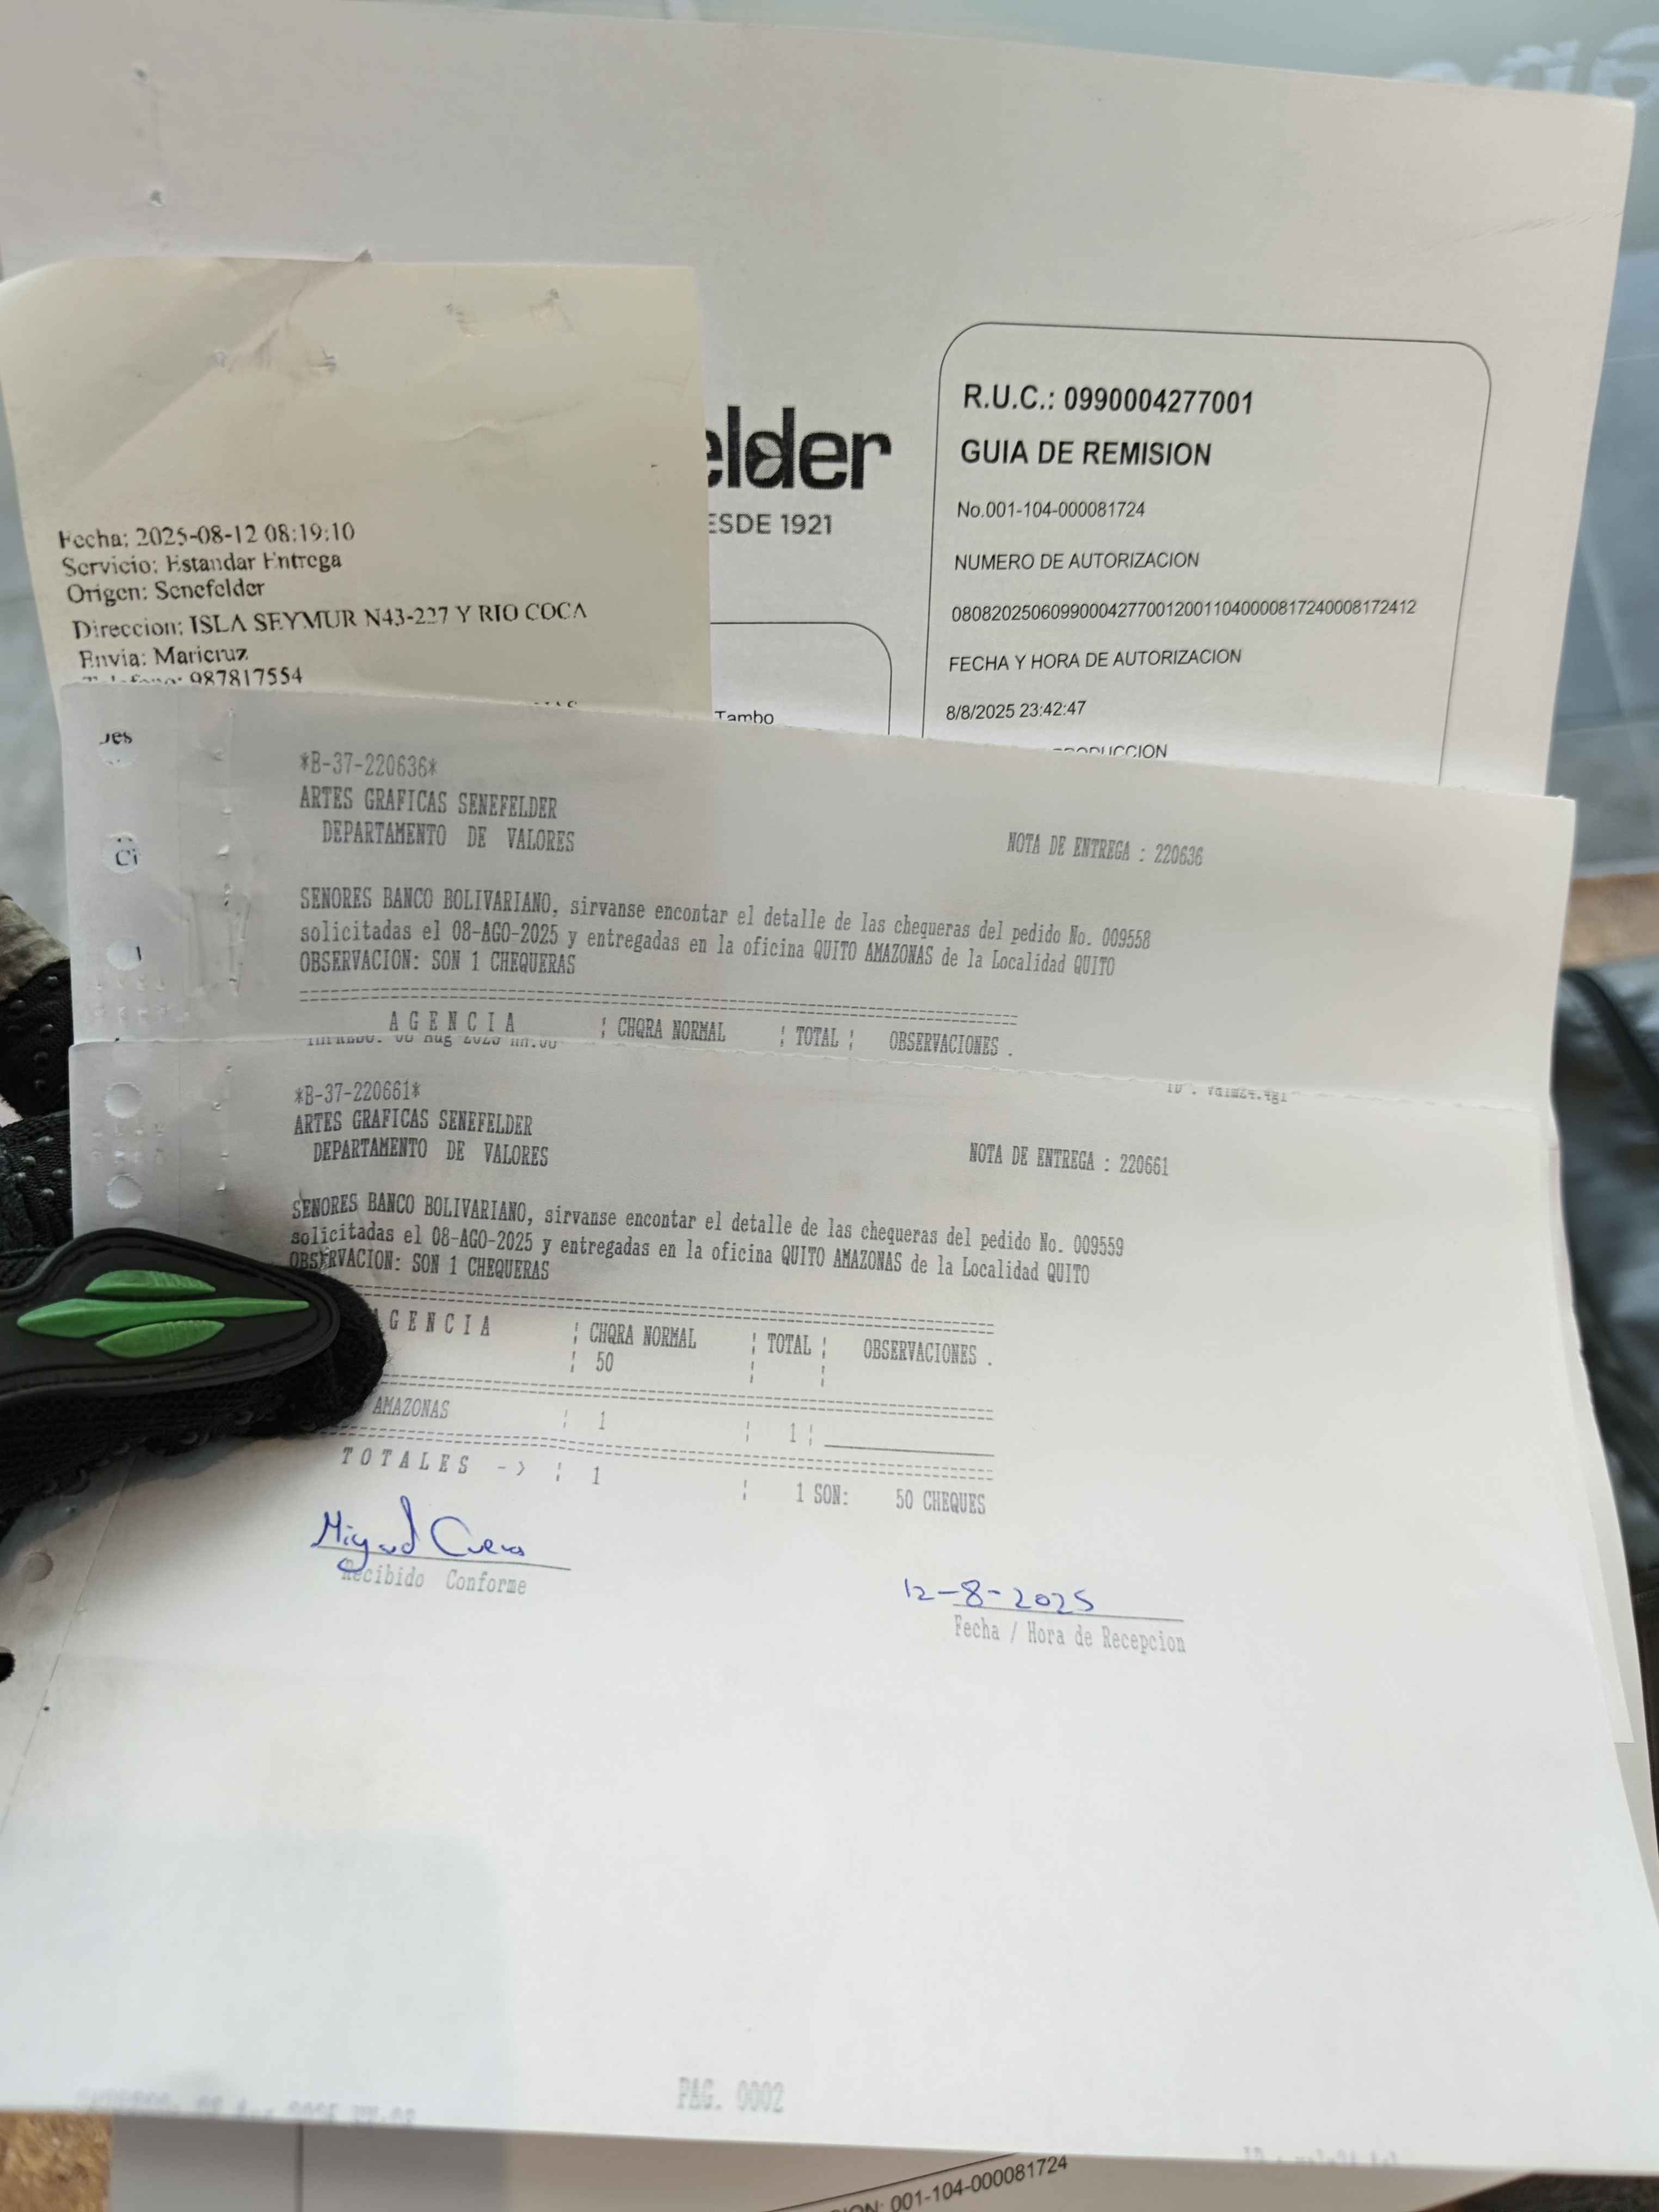 elder
ESDE 1921
R.U.C.: 0990004277001
GUIA DE REMISION
No.001-104-000081724
NUMERO DE AUTORIZACION
0808202506099000427700120011040000817240008172412
FECHA Y HORA DE AUTORIZACION
8/8/2025 23:42:47
Tambo
Fecha: 2025-08-12 08:19:10
Servicio: Estandar Entrega
Origen: Senefelder
Direccion: ISLA SEYMUR N43-227 Y RIO COCA
Envia: Maricruz
987817554
*B-37-220636*
ARTES GRAFICAS SENEFELDER
DEPARTAMENTO DE VALORES
NOTA DE ENTREGA : 220636
SENORES BANCO BOLIVARIANO, sirvanse encontar el detalle de las chequeras del pedido No. 009558
solicitadas el 08-AGO-2025 y entregadas en la oficina QUITO AMAZONAS de la Localidad QUITO
OBSERVACION: SON 1 CHEQUERAS
A G E N C I A ¦ CHQRA NORMAL ¦ TOTAL ¦ OBSERVACIONES .
*B-37-220661*
ARTES GRAFICAS SENEFELDER
DEPARTAMENTO DE VALORES
NOTA DE ENTREGA : 220661
SENORES BANCO BOLIVARIANO, sirvanse encontar el detalle de las chequeras del pedido No. 009559
solicitadas el 08-AGO-2025 y entregadas en la oficina QUITO AMAZONAS de la Localidad QUITO
OBSERVACION: SON 1 CHEQUERAS
G E N C I A ¦ CHQRA NORMAL ¦ TOTAL ¦ OBSERVACIONES .
¦ 50 ¦ ¦
AMAZONAS ¦ 1 ¦ 1 ¦
T O T A L E S -> ¦ 1 ¦ 1 SON: 50 CHEQUES
Miguel
Recibido Conforme
12-8-2025
Fecha / Hora de Recepcion
PAG. 0002
001-104-000081724